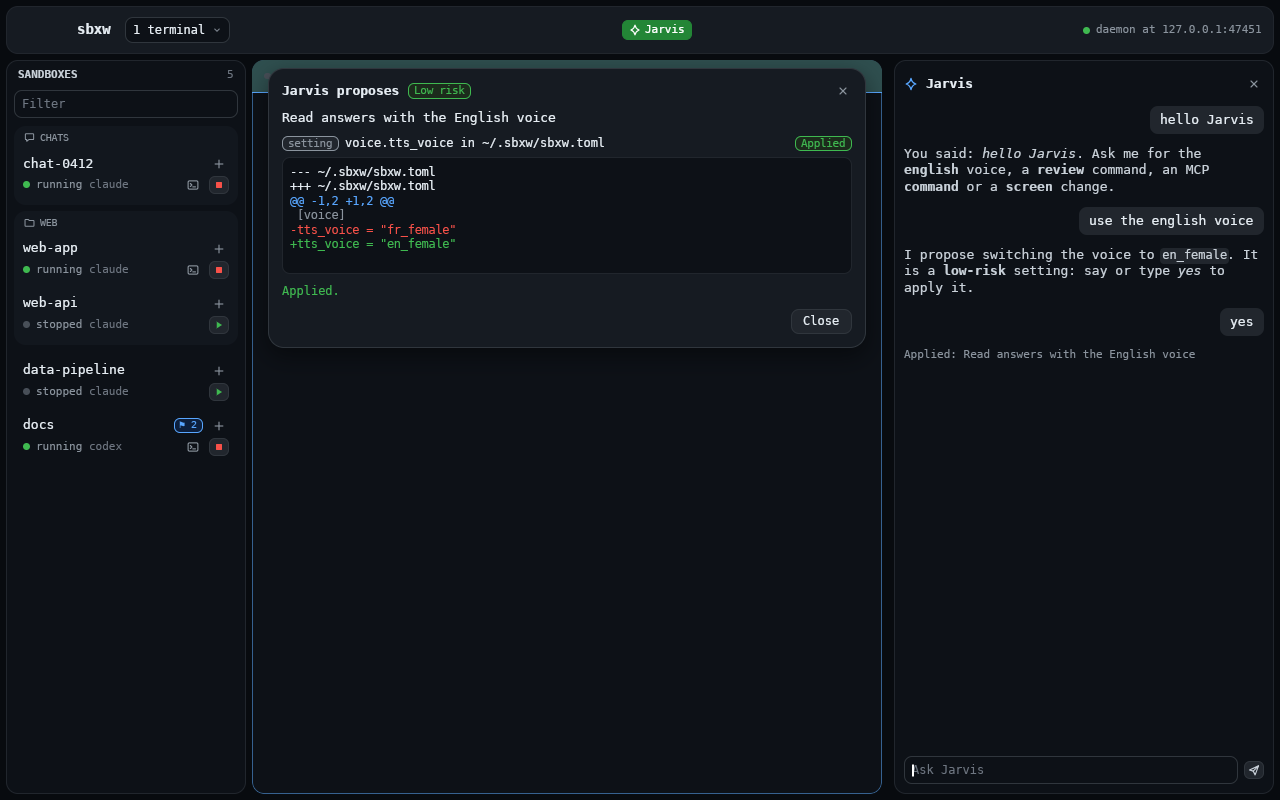 sbxw
1 terminal
Jarvis
daemon at 127.0.0.1:47451
SANDBOXES 5
Filter
CHATS
chat-0412
running claude
WEB
web-app
running claude
web-api
stopped claude
data-pipeline
stopped claude
docs 2
running codex
Jarvis proposes Low risk
Read answers with the English voice
setting voice.tts_voice in ~/.sbxw/sbxw.toml Applied
--- ~/.sbxw/sbxw.toml
+++ ~/.sbxw/sbxw.toml
@@ -1,2 +1,2 @@
[voice]
-tts_voice = "fr_female"
+tts_voice = "en_female"
Applied.
Close
Jarvis
hello Jarvis
You said: hello Jarvis. Ask me for the
english voice, a review command, an MCP
command or a screen change.
use the english voice
I propose switching the voice to en_female. It
is a low-risk setting: say or type yes to
apply it.
yes
Applied: Read answers with the English voice
Ask Jarvis